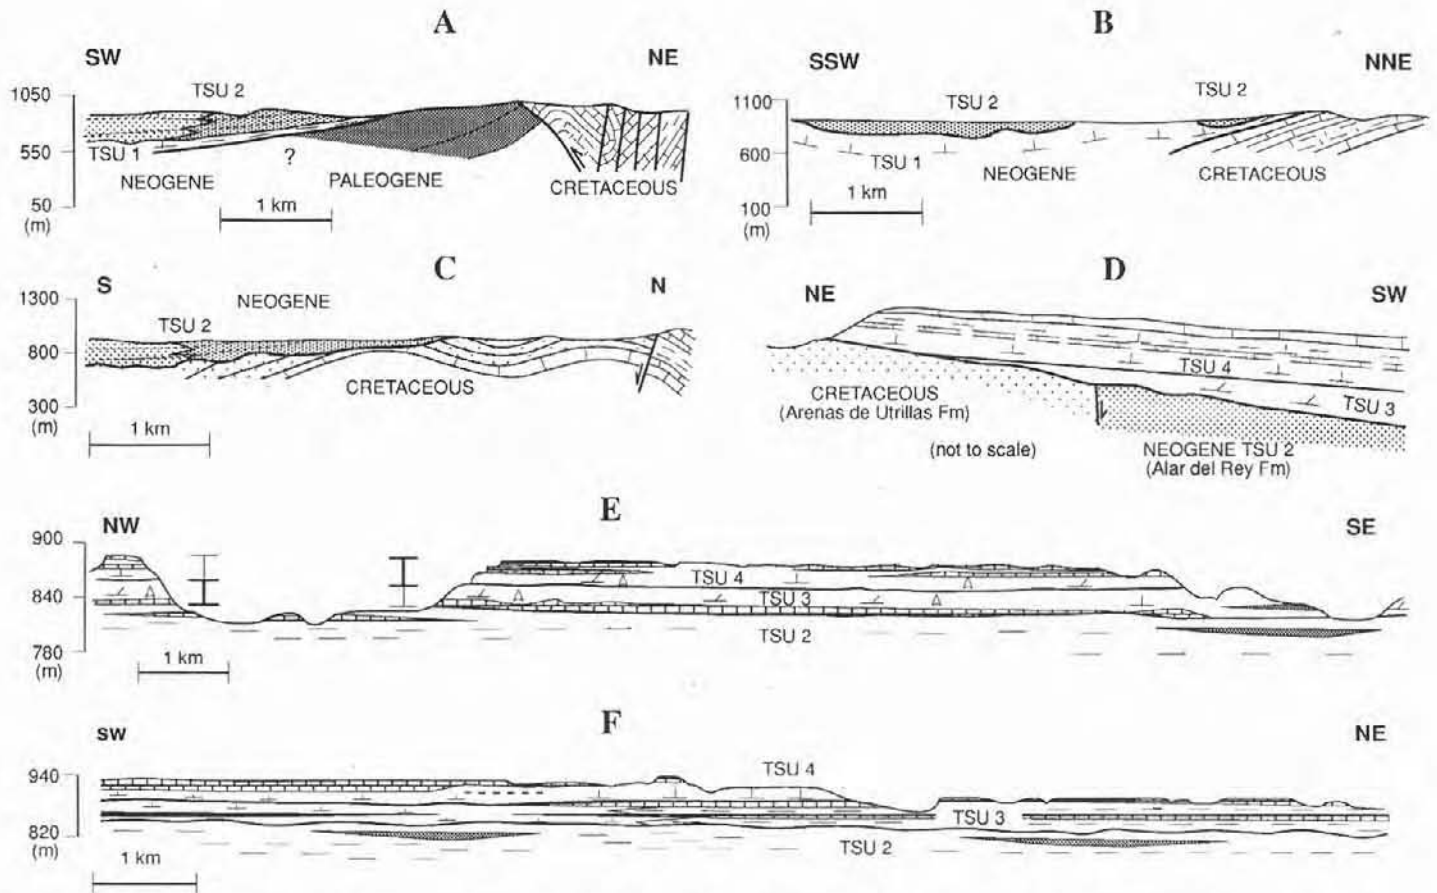 A
SW
NE
TSU 2
1050
550
50
(m)
TSU 1
NEOGENE
?
PALEOGENE
CRETACEOUS
1 km
B
SSW
NNE
TSU 2
TSU 2
1100
600
100
(m)
TSU 1
NEOGENE
CRETACEOUS
1 km
C
S
N
NEOGENE
1300
800
300
(m)
TSU 2
CRETACEOUS
1 km
D
NE
SW
TSU 4
CRETACEOUS
(Arenas de Utrillas Fm)
TSU 3
(not to scale)
NEOGENE TSU 2
(Alar del Rey Fm)
E
NW
SE
900
840
780
(m)
TSU 4
TSU 3
TSU 2
1 km
F
SW
NE
940
820
(m)
TSU 4
TSU 3
TSU 2
1 km